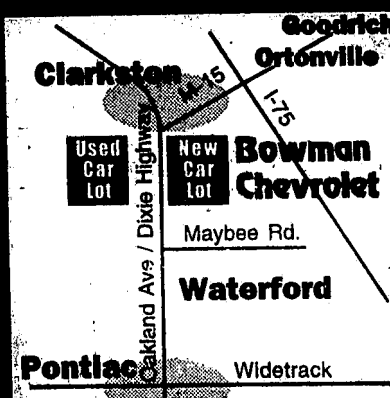 Goodrich
Ortonville
Clarkston
M-15
I-75
Used
Car
Lot
New
Car
Lot
Bowman
Chevrolet
Oakland Ave / Dixie Highway
Maybee Rd.
Waterford
Pontiac
Widetrack